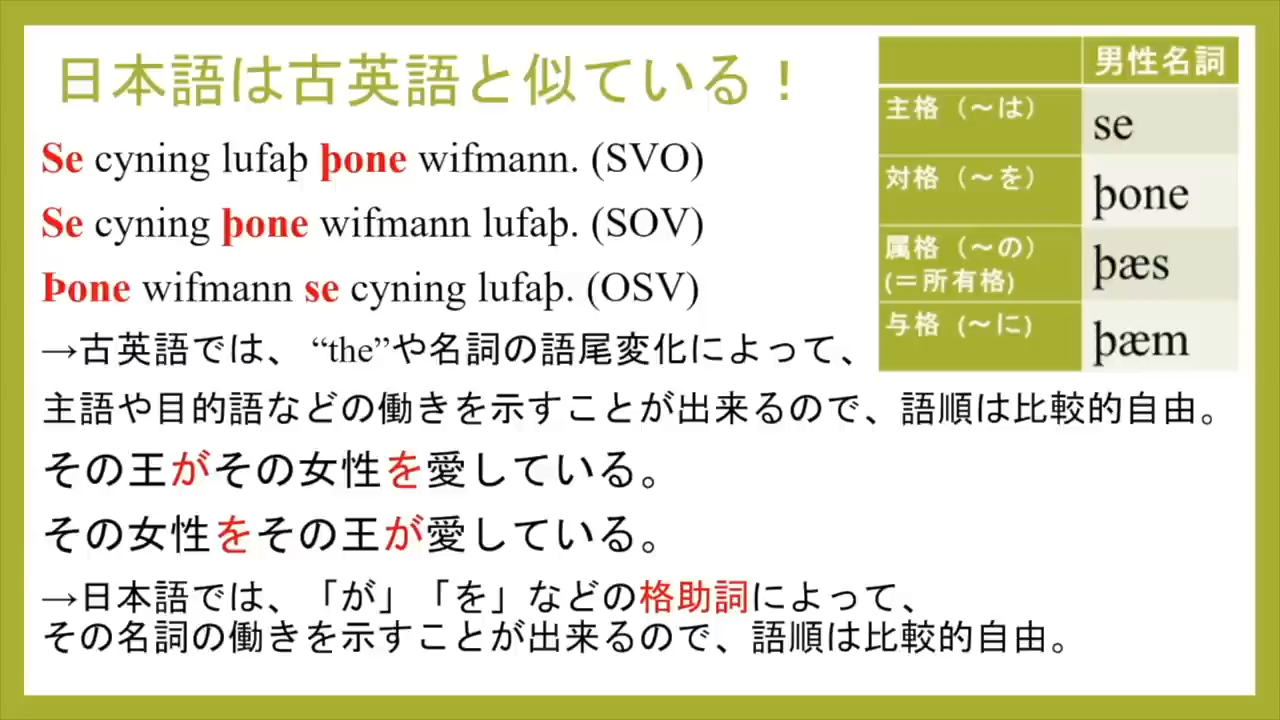 日本語は古英語と似ている！
Se cyning lufaþ þone wifmann. (SVO)
Se cyning þone wifmann lufaþ. (SOV)
Þone wifmann se cyning lufaþ. (OSV)
→古英語では、“the”や名詞の語尾変化によって、
主語や目的語などの働きを示すことが出来るので、語順は比較的自由。
その王がその女性を愛している。
その女性をその王が愛している。
→日本語では、「が」「を」などの格助詞によって、
その名詞の働きを示すことが出来るので、語順は比較的自由。
男性名詞
主格（～は） se
対格（～を） þone
属格（～の） þæs
(＝所有格)
与格（～に） þæm